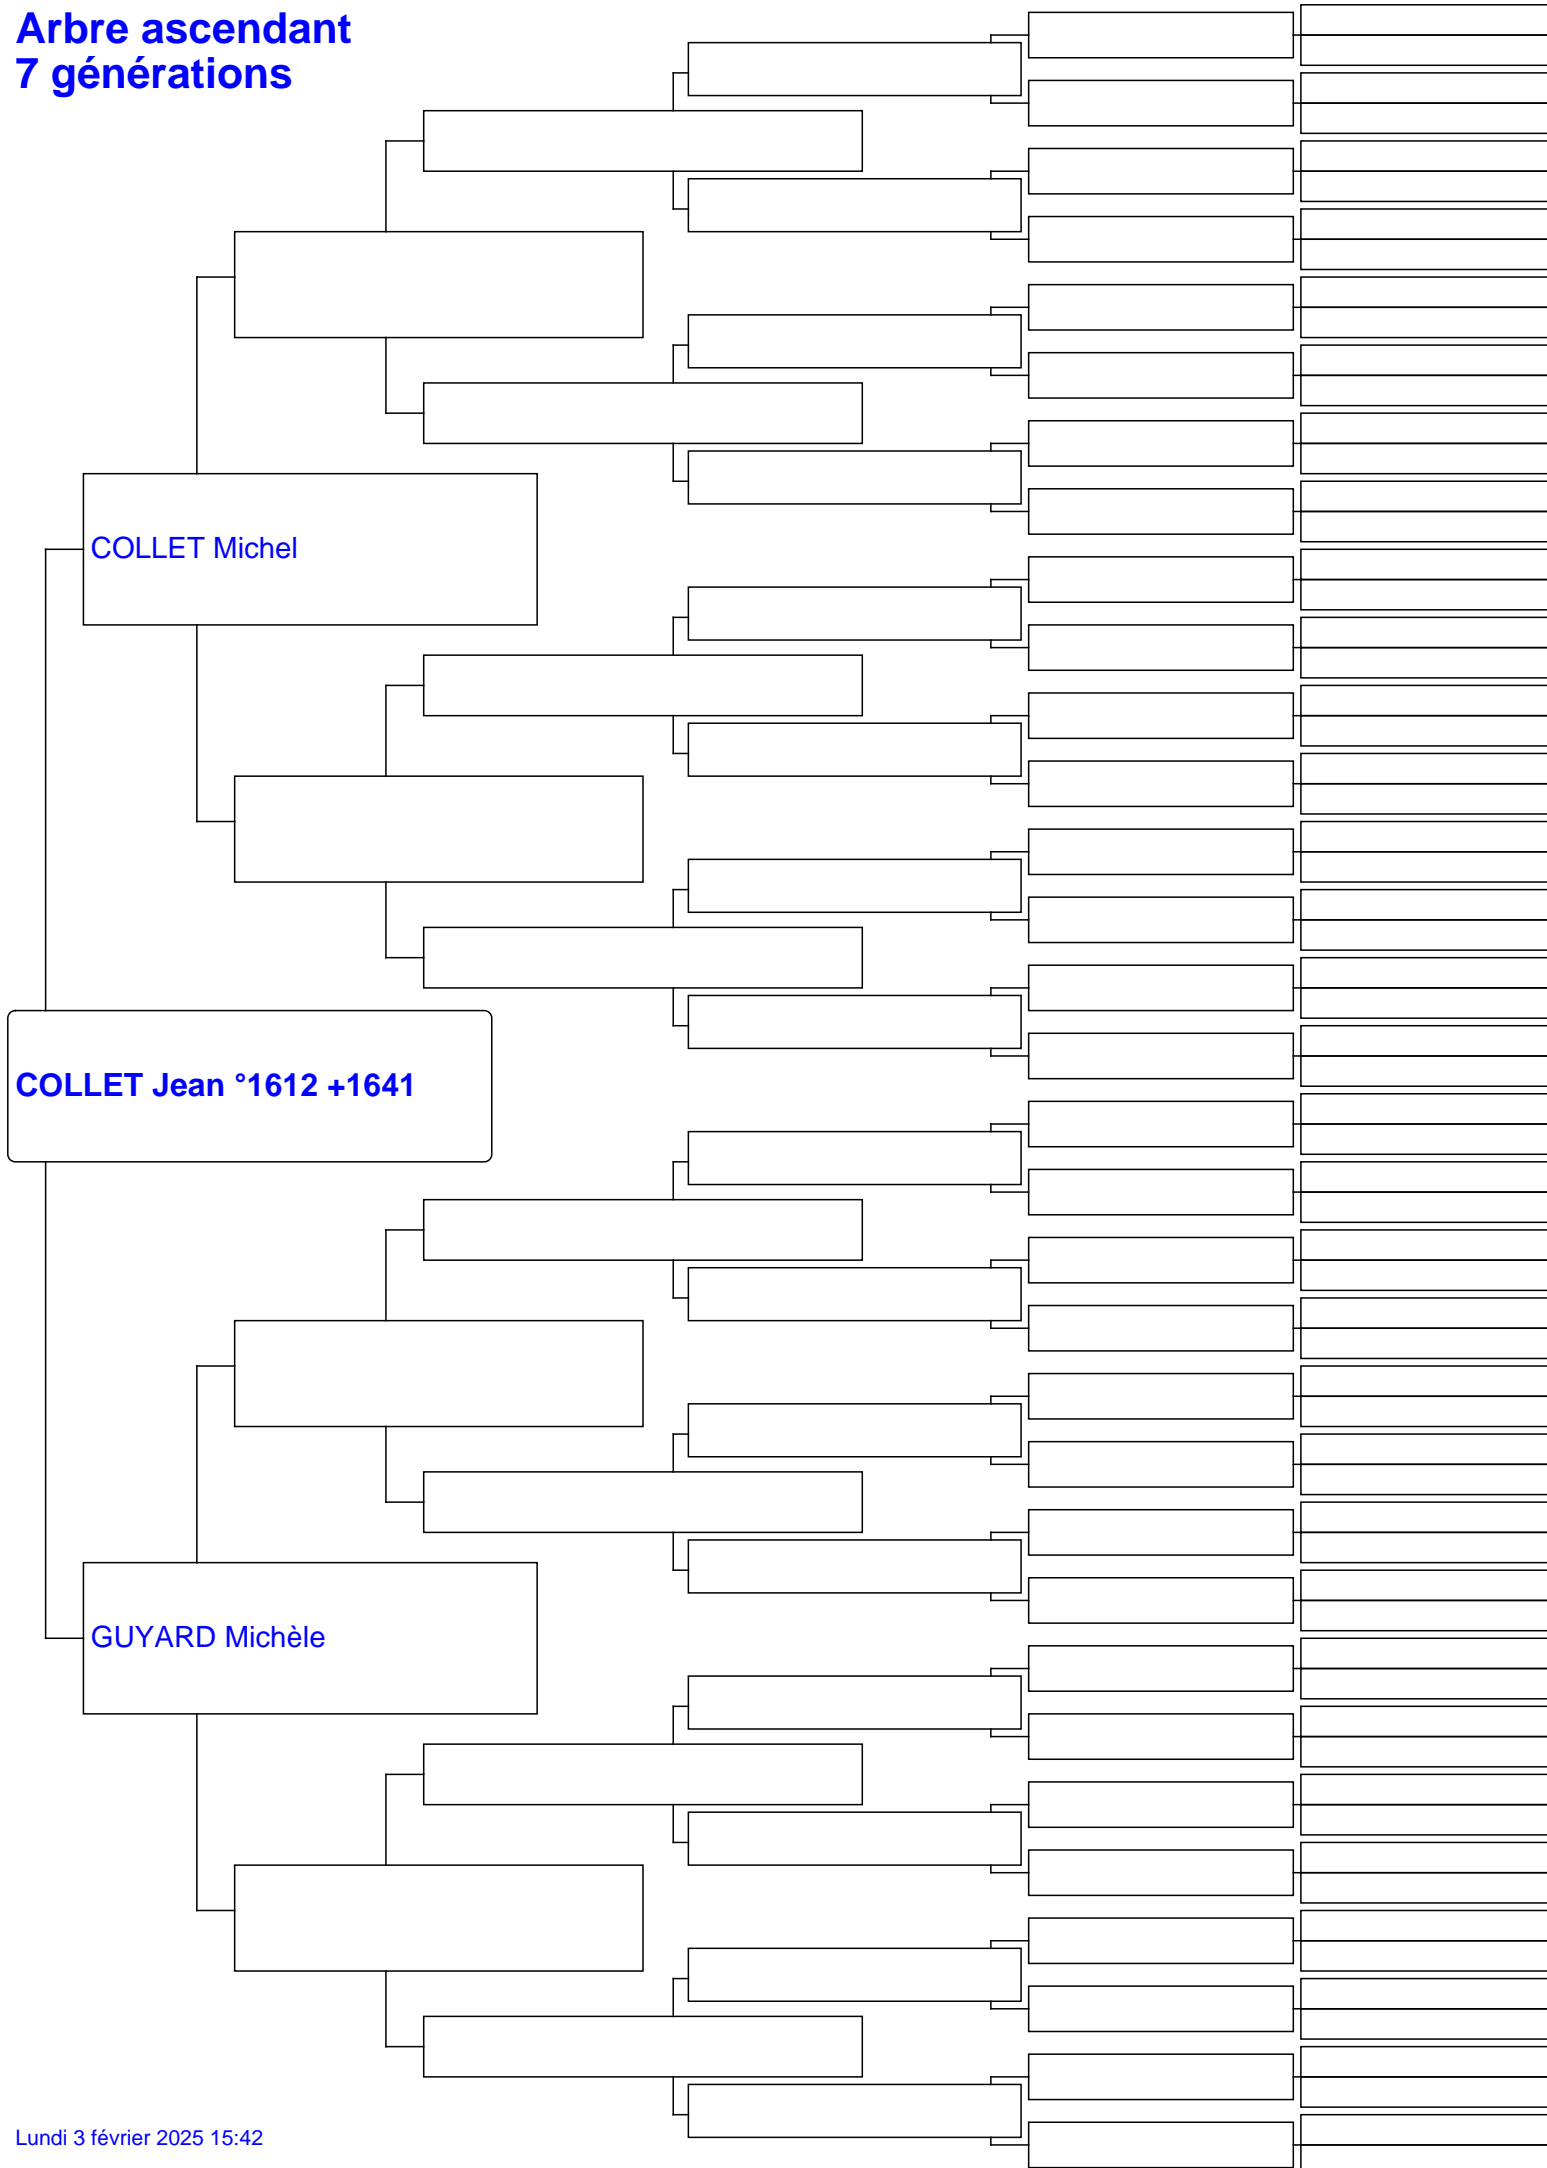 Arbre ascendant
7 générations
COLLET Michel
COLLET Jean °1612 +1641
GUYARD Michèle
Lundi 3 février 2025 15:42